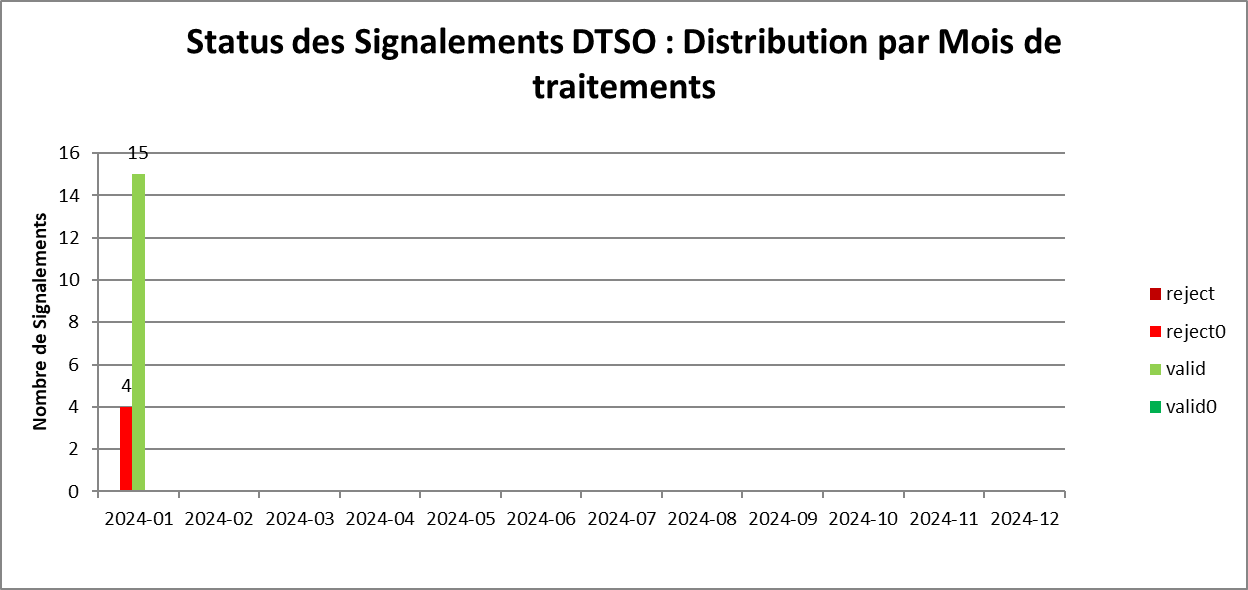 Status des Signalements DTSO : Distribution par Mois de
traitements
Nombre de Signalements
16
14
12
10
8
6
4
2
0
15
4
2024-01 2024-02 2024-03 2024-04 2024-05 2024-06 2024-07 2024-08 2024-09 2024-10 2024-11 2024-12
reject
reject0
valid
valid0